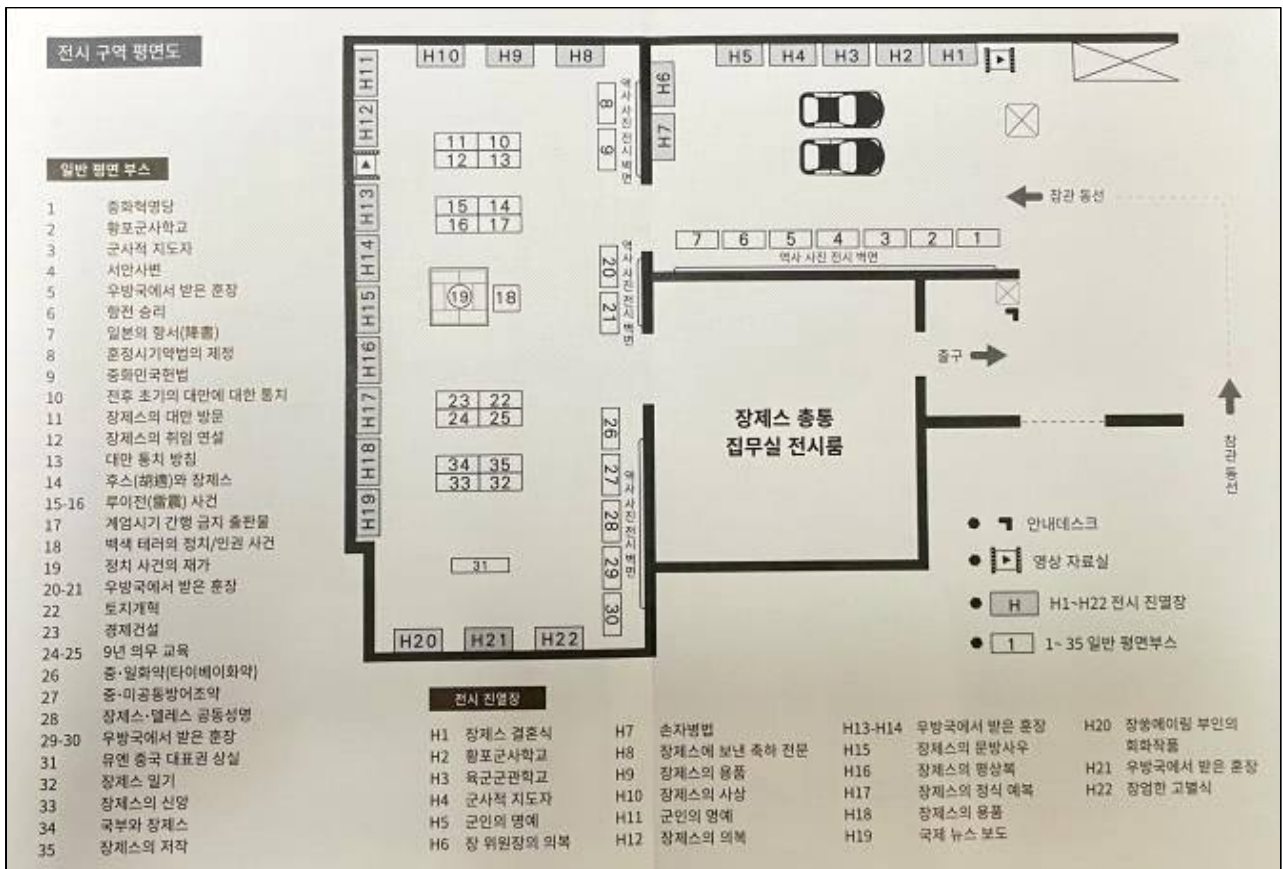 전시 구역 평면도
일반 평면 부스
1 중화혁명당
2 황포군사학교
3 군사적 지도자
4 서안사변
5 우방국에서 받은 훈장
6 항전 승리
7 일본의 항서(降書)
8 훈정시기약법의 제정
9 중화민국헌법
10 전후 초기의 대만에 대한 통치
11 장제스의 대만 방문
12 장제스의 취임 연설
13 대만 통치 방침
14 후스(胡適)와 장제스
15-16 루이전(雷震) 사건
17 계엄시기 간행 금지 출판물
18 백색 테러의 정치/인권 사건
19 정치 사건의 재가
20-21 우방국에서 받은 훈장
22 토지개혁
23 경제건설
24-25 9년 의무 교육
26 중·일화약(타이베이화약)
27 중·미공동방어조약
28 장제스·덜레스 공동성명
29-30 우방국에서 받은 훈장
31 유엔 중국 대표권 상실
32 장제스 일기
33 장제스의 신앙
34 국부와 장제스
35 장제스의 저작
H10 H9 H8
H5 H4 H3 H2 H1
H11
H12
H13
H14
H15
H16
H17
H18
H19
H6
H7
8
9
역사 사진 전시 벽면
11 10
12 13
15 14
16 17
19 18
20
21
역사 사진 전시 벽면
23 22
24 25
34 35
33 32
31
26
27
28
29
30
역사 사진 전시 벽면
H20 H21 H22
참관 동선
7 6 5 4 3 2 1
역사 사진 전시 벽면
출구
장제스 총통
집무실 전시룸
참관 동선
안내데스크
영상 자료실
H H1~H22 전시 진열장
1 1~35 일반 평면부스
전시 진열장
H1 장제스 결혼식
H2 황포군사학교
H3 육군군관학교
H4 군사적 지도자
H5 군인의 명예
H6 장 위원장의 의복
H7 손자병법
H8 장제스에 보낸 축하 전문
H9 장제스의 용품
H10 장제스의 사상
H11 군인의 명예
H12 장제스의 의복
H13-H14 우방국에서 받은 훈장
H15 장제스의 문방사우
H16 장제스의 평상복
H17 장제스의 정식 예복
H18 장제스의 용품
H19 국제 뉴스 보도
H20 장쑹메이링 부인의
회화작품
H21 우방국에서 받은 훈장
H22 장엄한 고별식